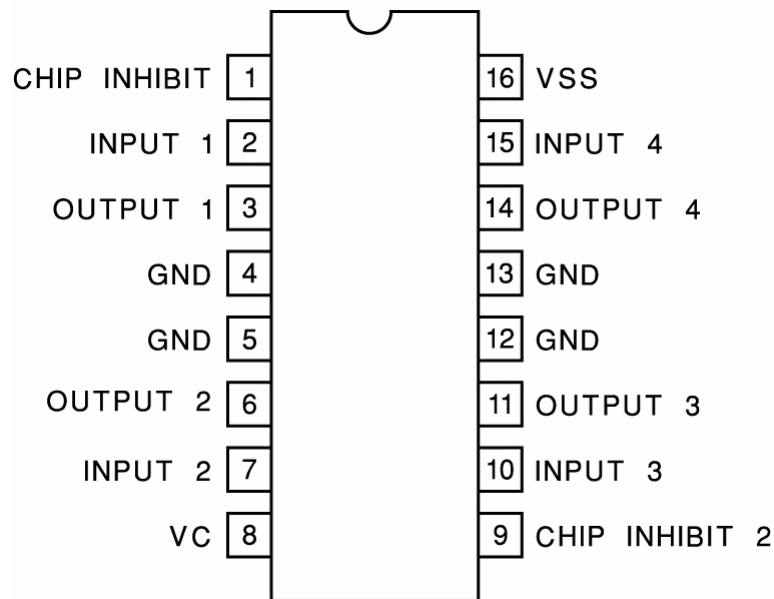 CHIP INHIBIT 1
INPUT 1 2
OUTPUT 1 3
GND 4
GND 5
OUTPUT 2 6
INPUT 2 7
VC 8
16 VSS
15 INPUT 4
14 OUTPUT 4
13 GND
12 GND
11 OUTPUT 3
10 INPUT 3
9 CHIP INHIBIT 2